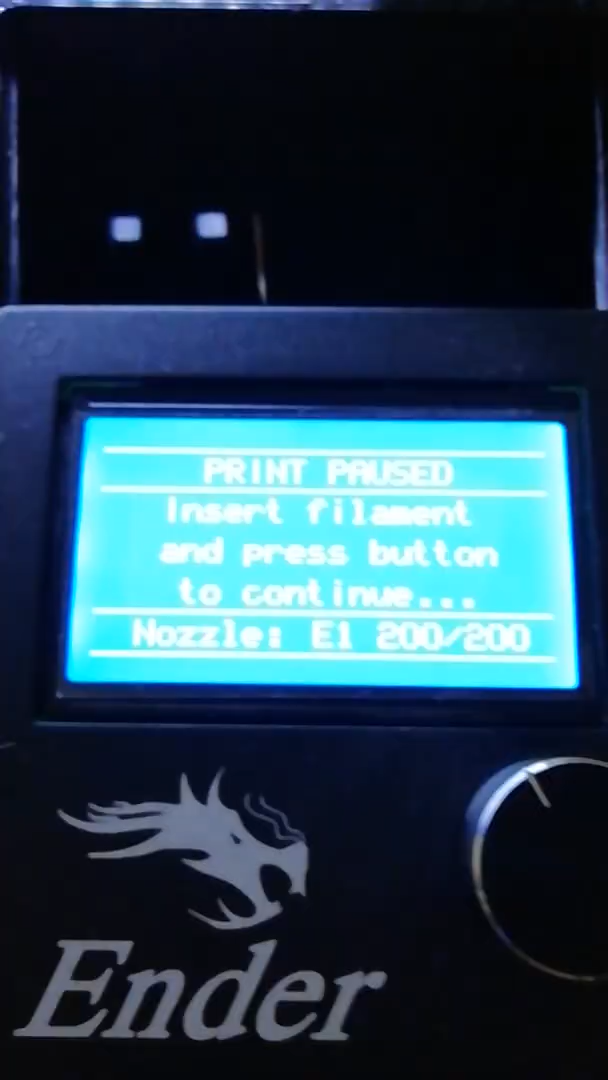 PRINT PAUSED
Insert filament
and press button
to continue...
Nozzle: E1 200/200
Ender